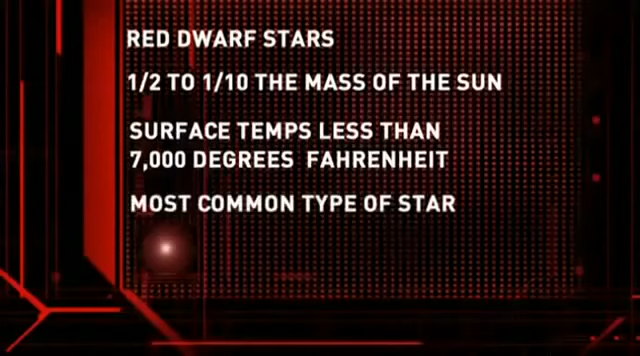 RED DWARF STARS
1/2 TO 1/10 THE MASS OF THE SUN
SURFACE TEMPS LESS THAN
7,000 DEGREES FAHRENHEIT
MOST COMMON TYPE OF STAR